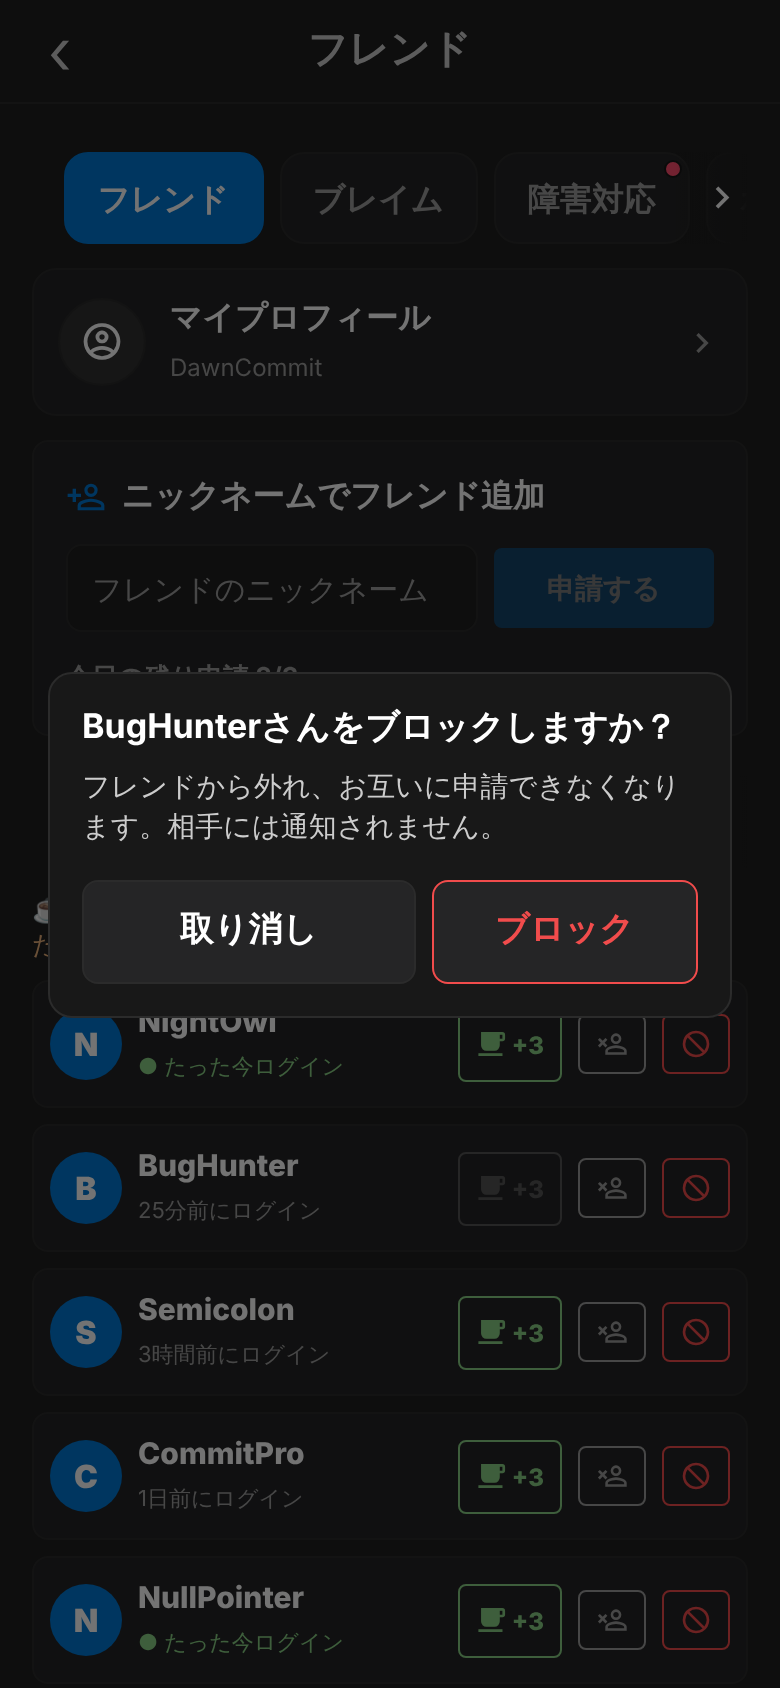 フレンド
フレンド
ブレイム
障害対応
マイプロフィール
DawnCommit
ニックネームでフレンド追加
フレンドのニックネーム
申請する
BugHunterさんをブロックしますか？
フレンドから外れ、お互いに申請できなくなり
ます。相手には通知されません。
取り消し
ブロック
NightOwl
たった今ログイン
+3
BugHunter
25分前にログイン
+3
Semicolon
3時間前にログイン
+3
CommitPro
1日前にログイン
+3
NullPointer
たった今ログイン
+3
N
B
S
C
N